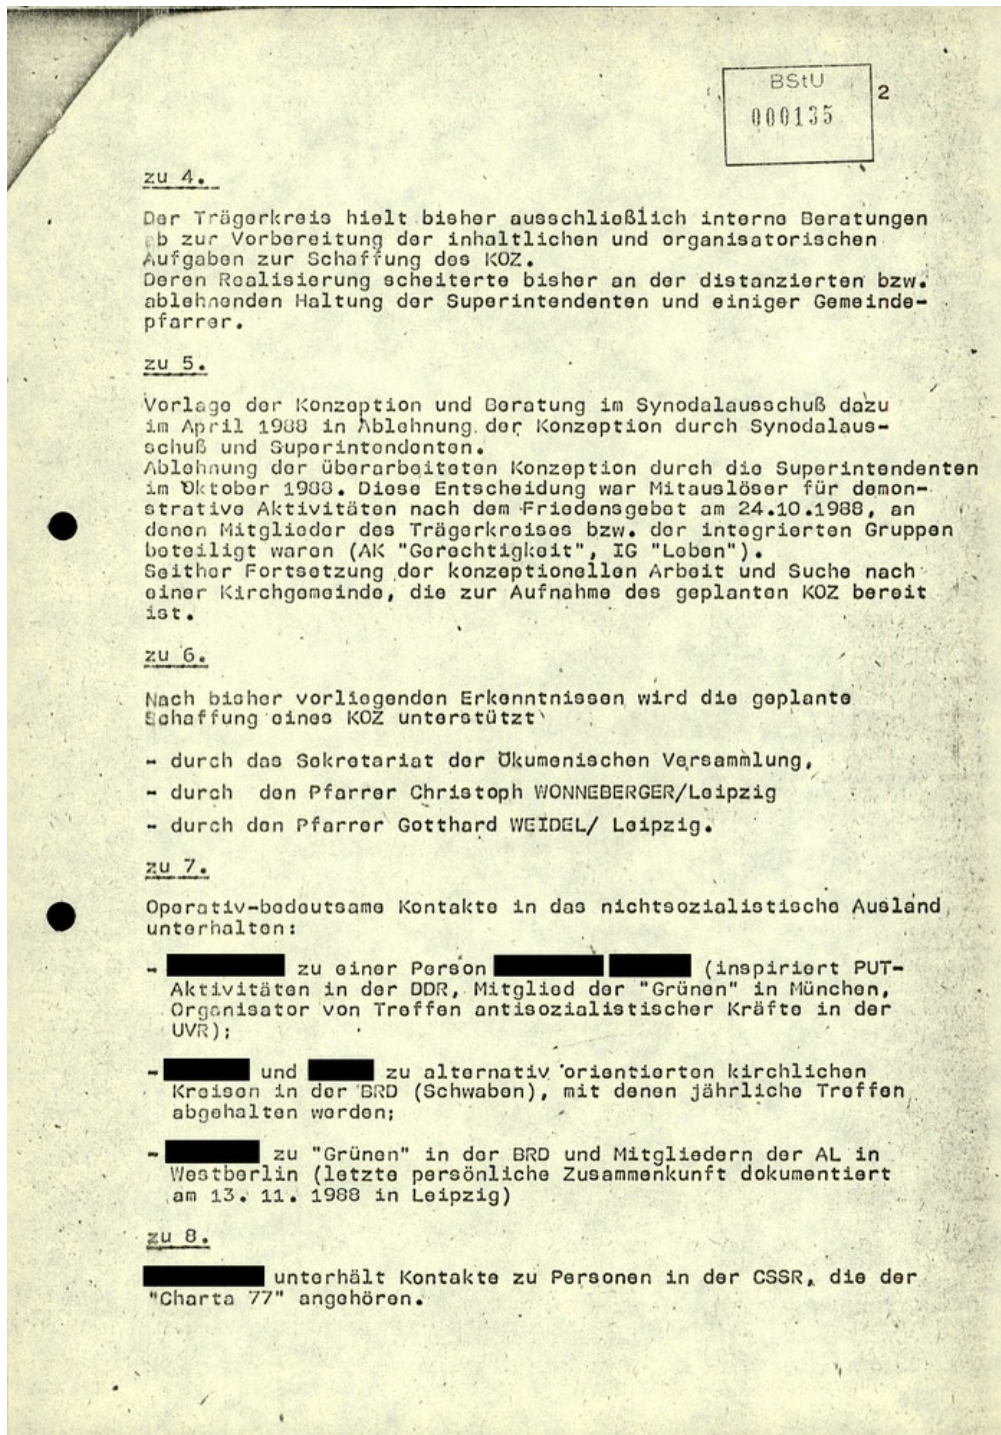 BStU
000135
2
zu 4.
Der Trägerkreis hielt bisher ausschließlich interne Beratungen
b zur Vorbereitung der inhaltlichen und organisatorischen
Aufgaben zur Schaffung des KOZ.
Deren Realisierung scheiterte bisher an der distanzierten bzw.
ablehnenden Haltung der Superintendenten und einiger Gemeinde-
pfarrer.
zu 5.
Vorlage der Konzeption und Beratung im Synodalausschuß dazu
im April 1988 in Ablehnung der Konzeption durch Synodalaus-
schuß und Superintendenten.
Ablehnung der überarbeiteten Konzeption durch die Superintendenten
im Oktober 1988. Diese Entscheidung war Mitauslöser für demon-
strative Aktivitäten nach dem Friedensgebet am 24.10.1988, an
denen Mitglieder des Trägerkreises bzw. der integrierten Gruppen
beteiligt waren (AK "Gerechtigkeit", IG "Leben").
Seither Fortsetzung der konzeptionellen Arbeit und Suche nach
einer Kirchgemeinde, die zur Aufnahme des geplanten KOZ bereit
ist.
zu 6.
Nach bisher vorliegenden Erkenntnissen wird die geplante
Schaffung eines KOZ unterstützt
- durch das Sekretariat der Ökumenischen Versammlung,
- durch den Pfarrer Christoph WONNEBERGER/Leipzig
- durch den Pfarrer Gotthard WEIDEL/ Leipzig.
zu 7.
Operativ-bedeutsame Kontakte in das nichtsozialistische Ausland
unterhalten:
- zu einer Person (inspiriert PUT-
Aktivitäten in der DDR, Mitglied der "Grünen" in München,
Organisator von Treffen antisozialistischer Kräfte in der
UVR);
- und zu alternativ orientierten kirchlichen
Kreisen in der BRD (Schwaben), mit denen jährliche Treffen
abgehalten werden;
- zu "Grünen" in der BRD und Mitgliedern der AL in
Westberlin (letzte persönliche Zusammenkunft dokumentiert
am 13. 11. 1988 in Leipzig)
zu 8.
unterhält Kontakte zu Personen in der CSSR, die der
"Charta 77" angehören.